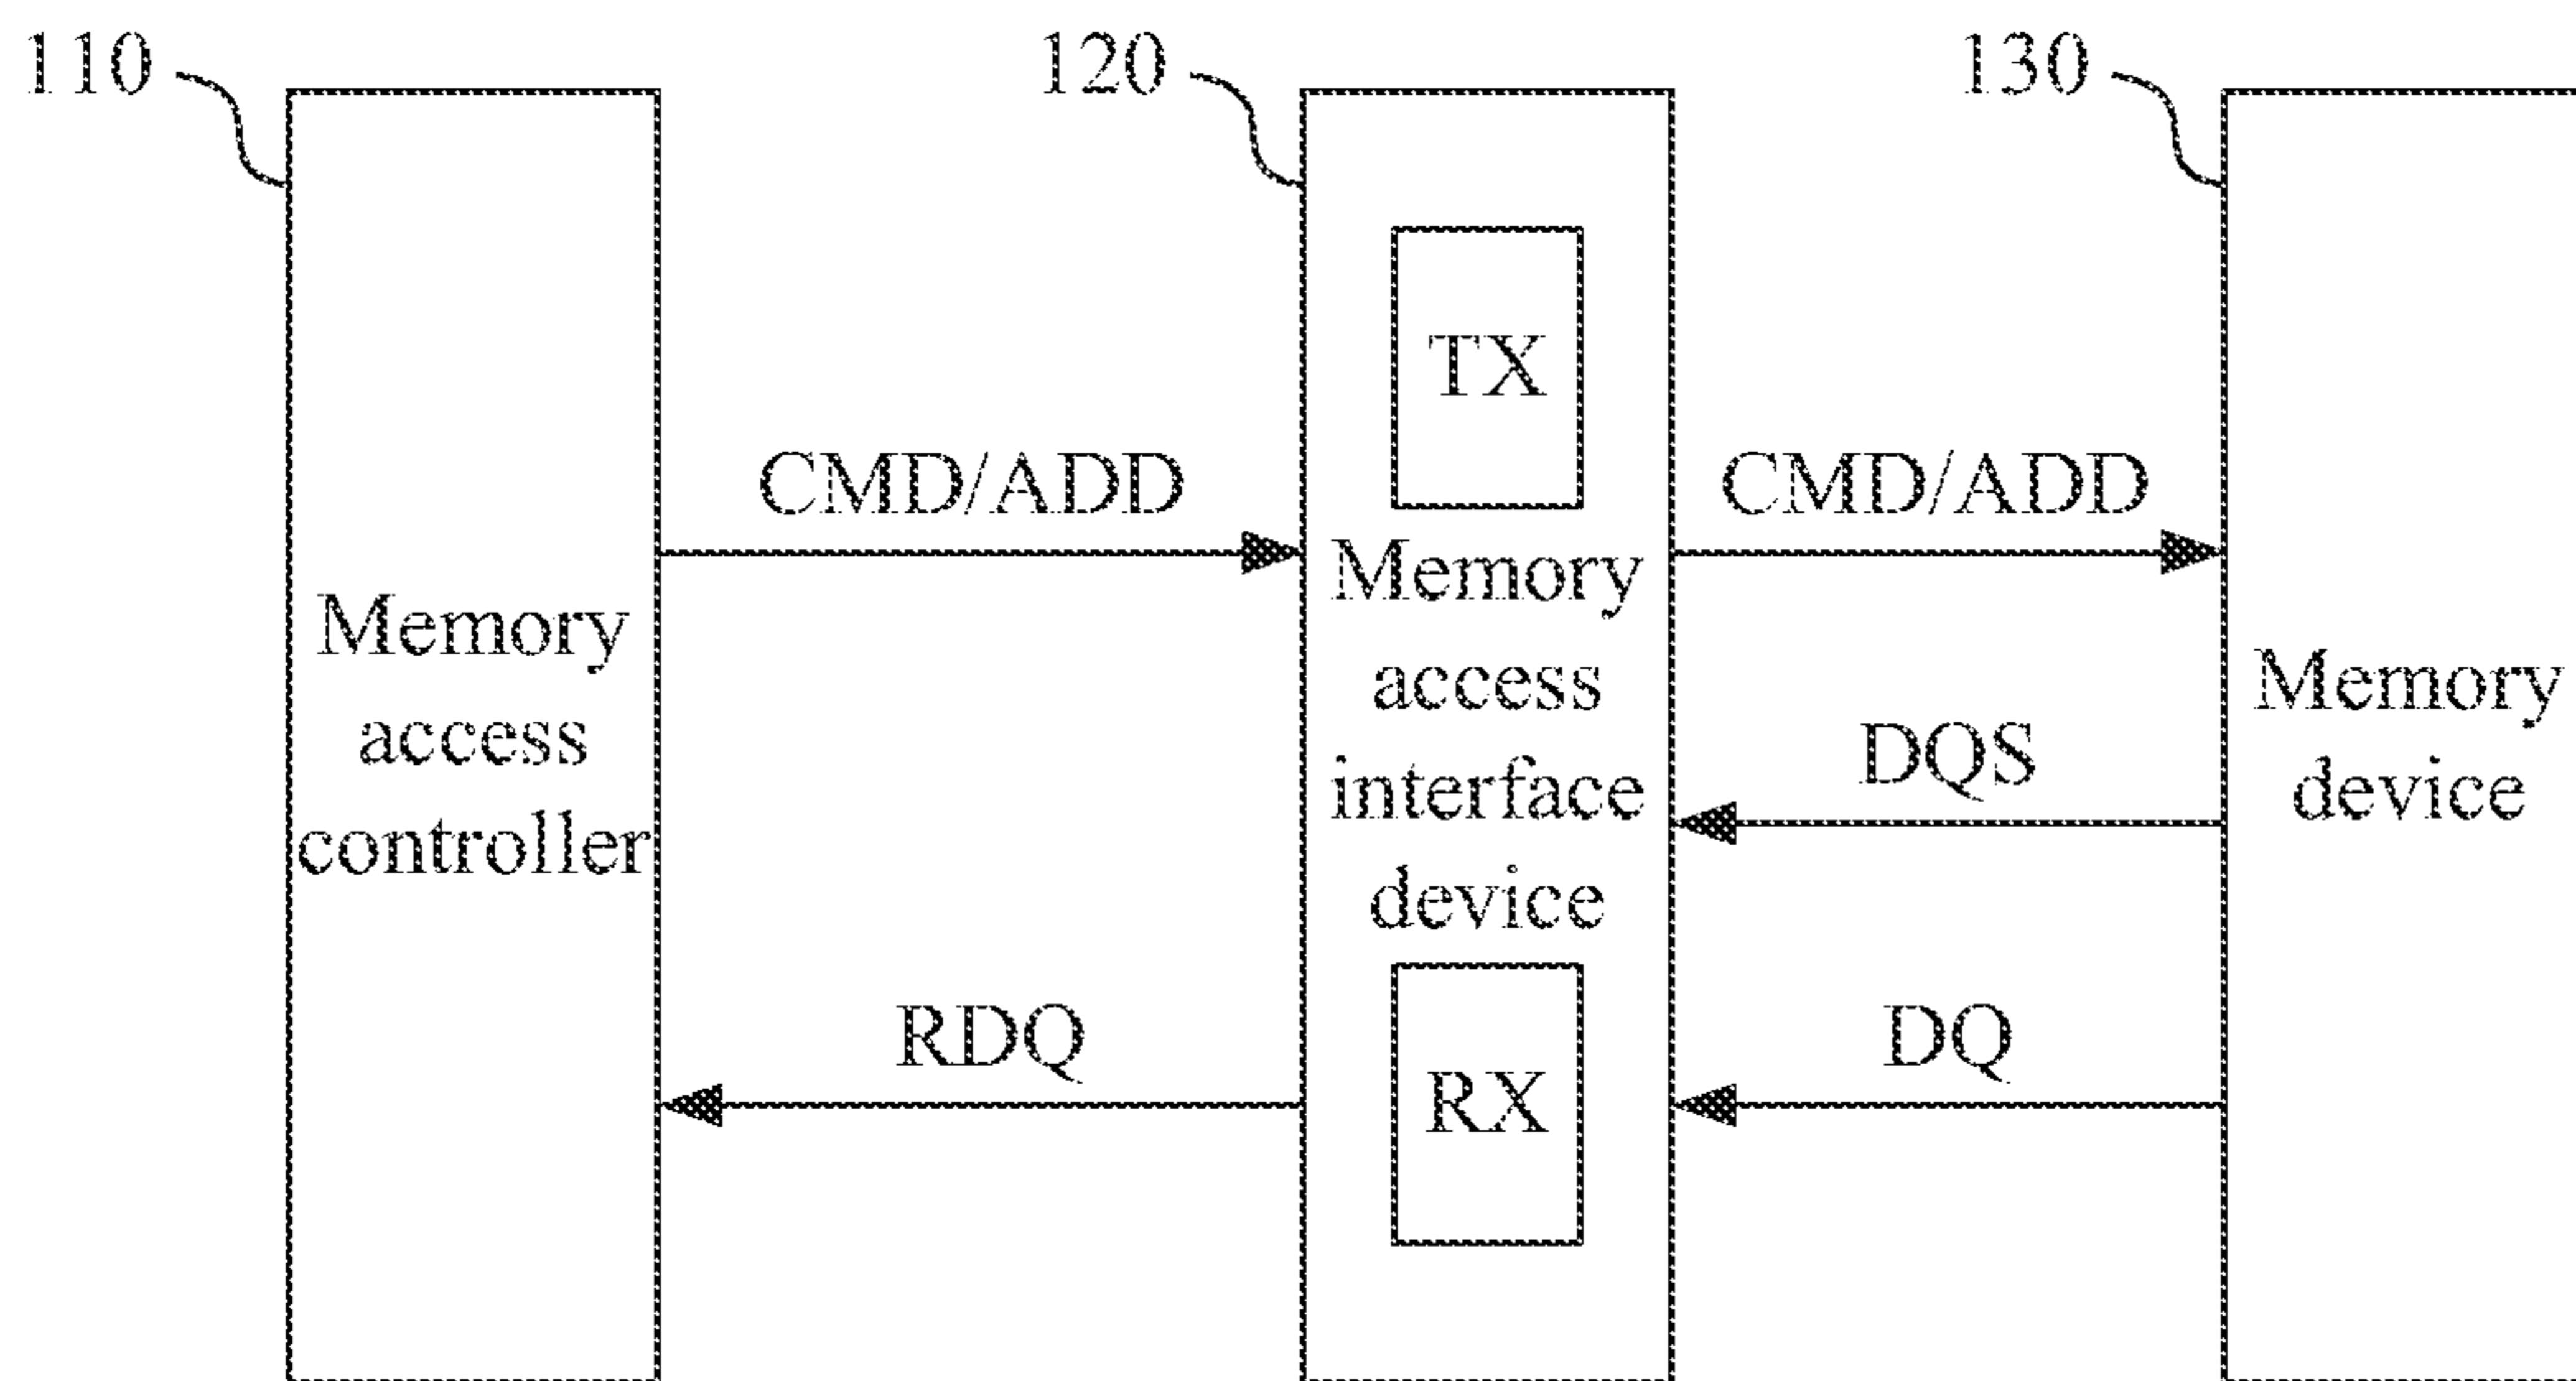 110
120
130
TX
CMD/ADD
CMD/ADD
Memory
access
controller
Memory
access
interface
device
Memory
device
DQS
RDQ
DQ
RX